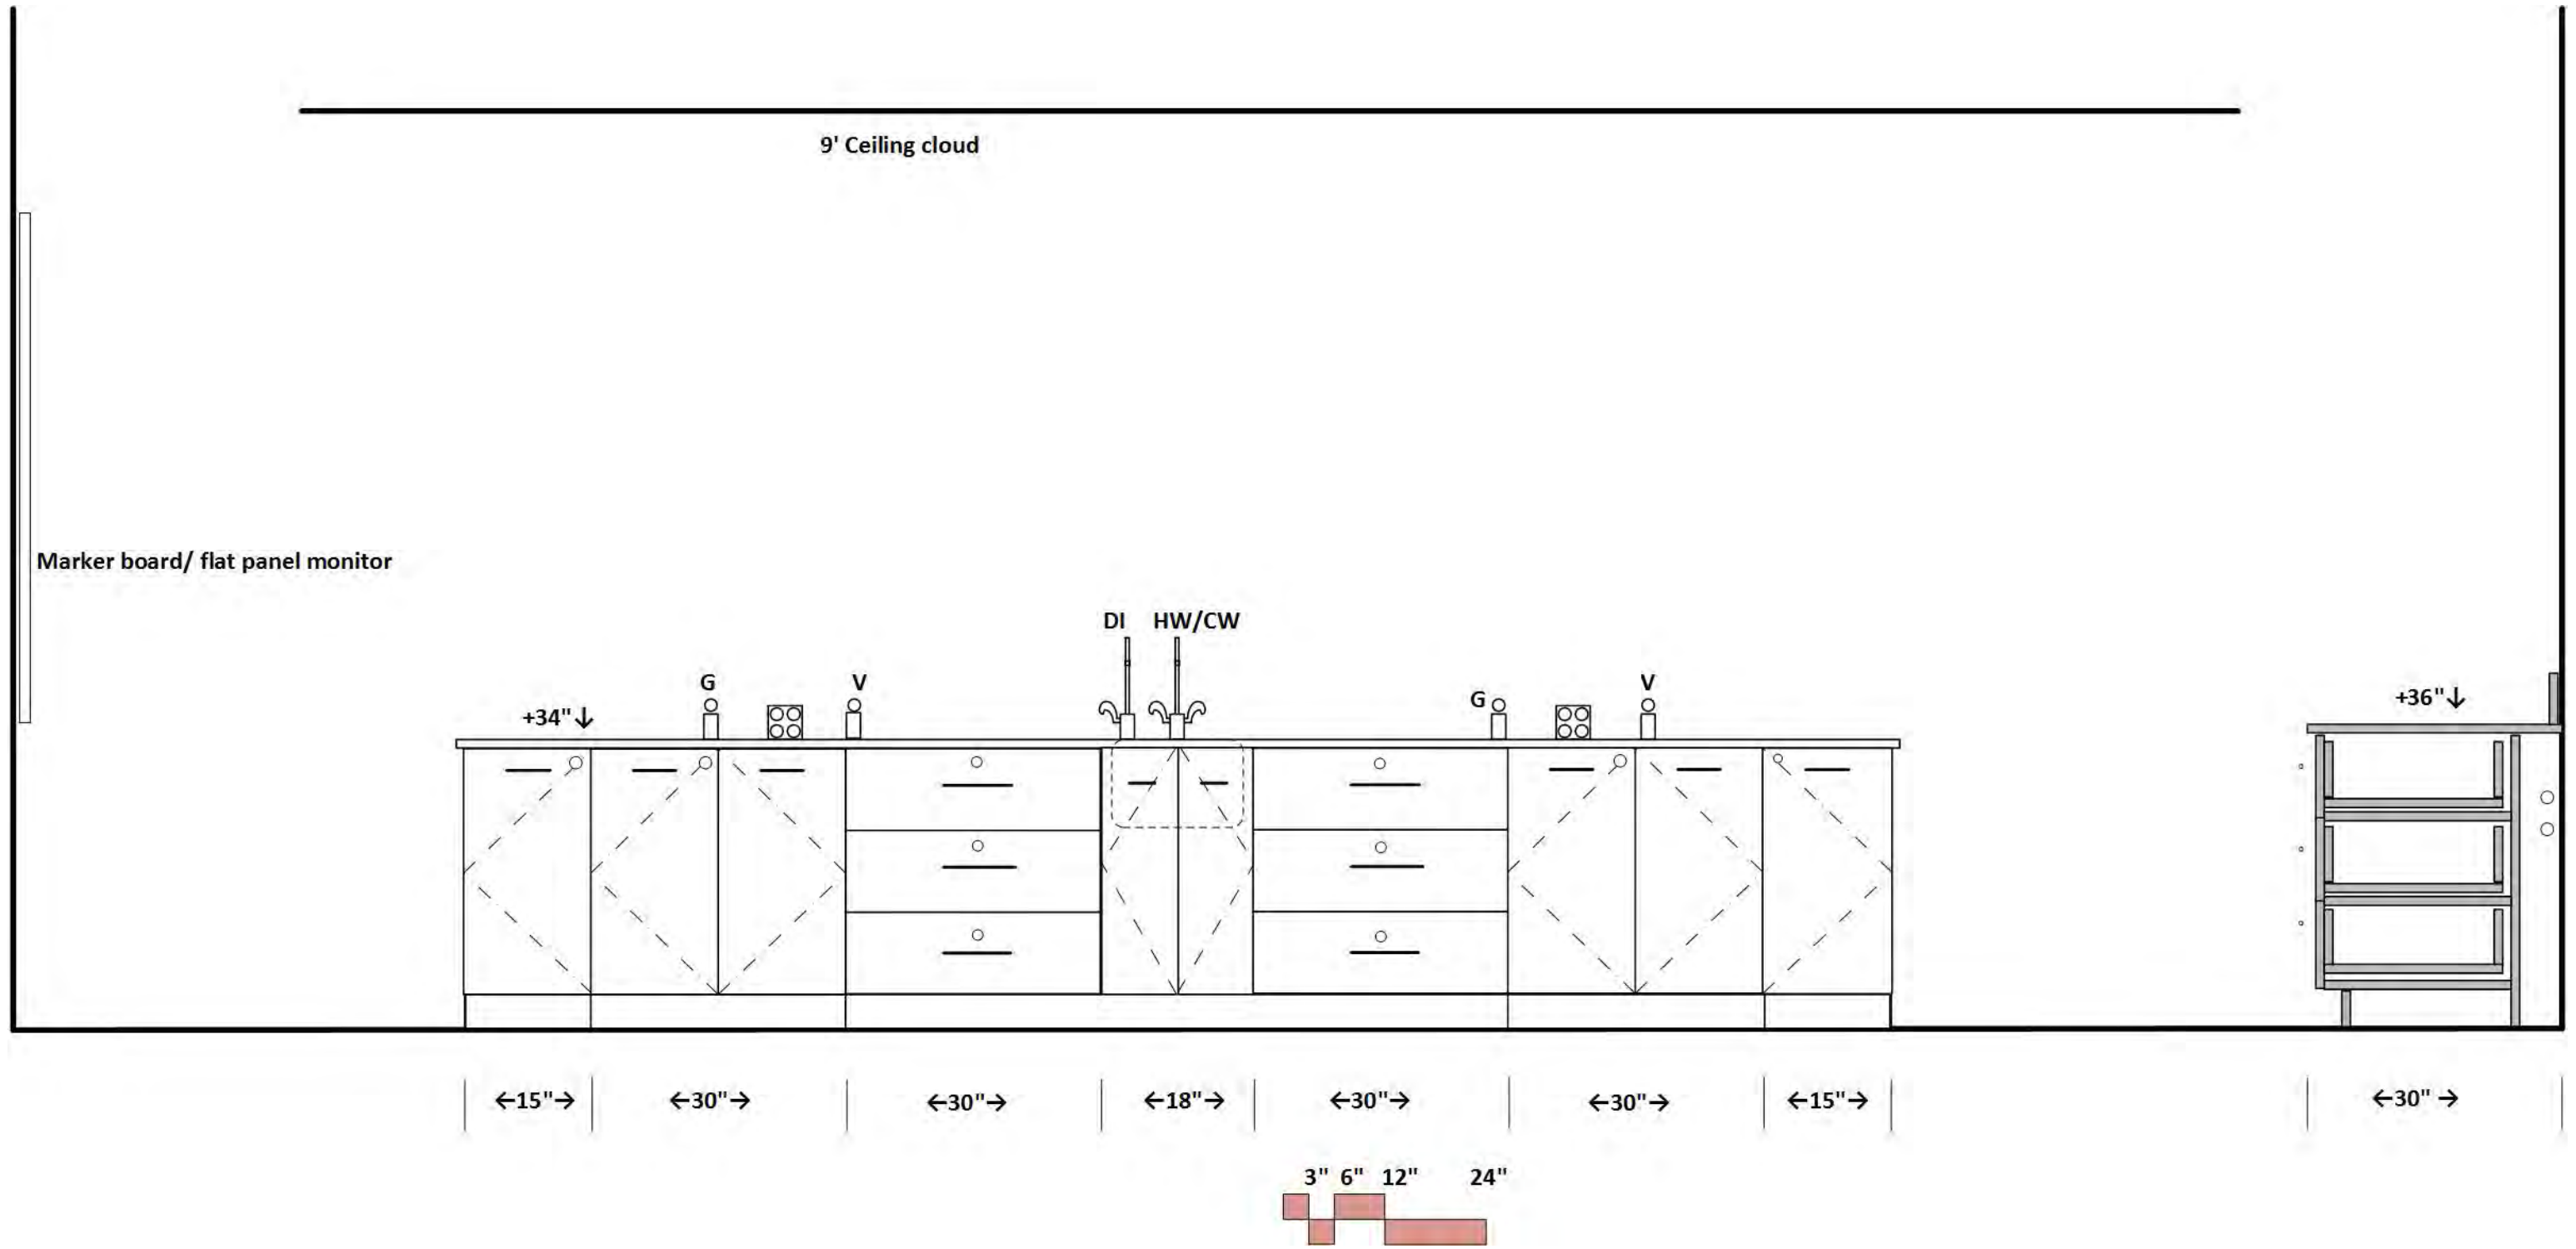 9' Ceiling cloud
Marker board/ flat panel monitor
DI HW/CW
G V G V
+34"↓ +36"↓
←15"→ ←30"→ ←30"→ ←18"→ ←30"→ ←30"→ ←15"→ ←30" →
3" 6" 12" 24"